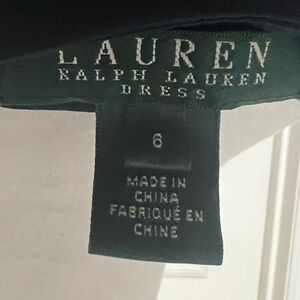 LAUREN
RALPH LAUREN
DRESS
6
MADE IN
CHINA
FABRIQUÉ EN
CHINE